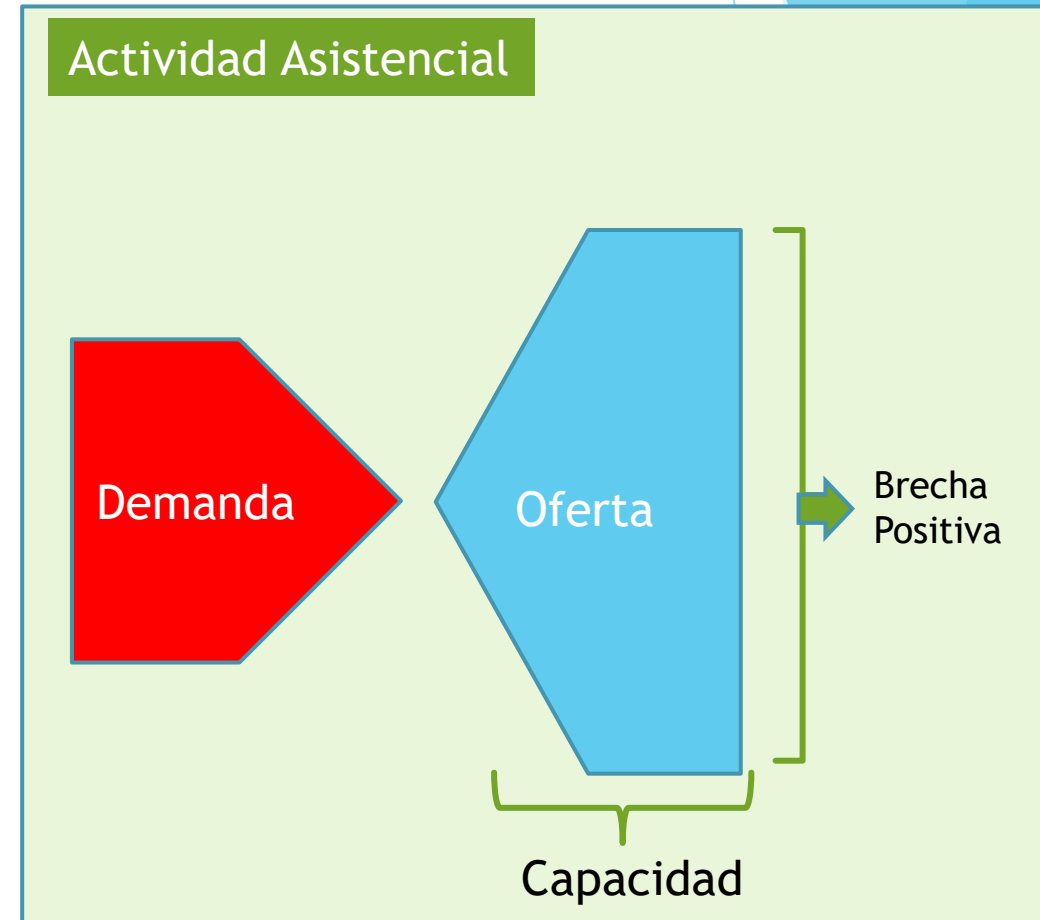 Actividad Asistencial
Demanda
Oferta
Brecha
Positiva
Capacidad